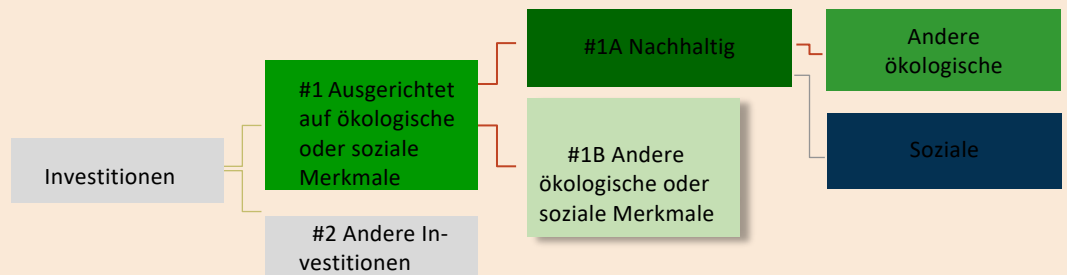 Investitionen
#1 Ausgerichtet
auf ökologische
oder soziale
Merkmale
#2 Andere In-
vestitionen
#1A Nachhaltig
#1B Andere
ökologische oder
soziale Merkmale
Andere
ökologische
Soziale